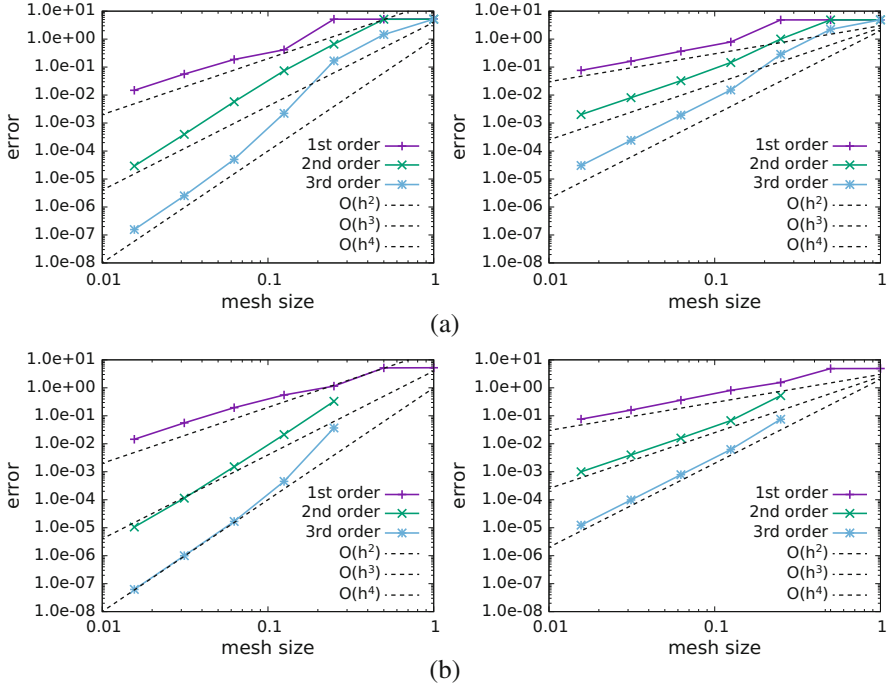 1.0e+01
1.0e+00
1.0e-01
1.0e-02
1.0e-03
1.0e-04
1.0e-05
1.0e-06
1.0e-07
1.0e-08
error
0.01 0.1 1
mesh size
1st order
2nd order
3rd order
O(h²)
O(h³)
O(h⁴)
1.0e+01
1.0e+00
1.0e-01
1.0e-02
1.0e-03
1.0e-04
1.0e-05
1.0e-06
1.0e-07
1.0e-08
error
0.01 0.1 1
mesh size
1st order
2nd order
3rd order
O(h²)
O(h³)
O(h⁴)
(a)
1.0e+01
1.0e+00
1.0e-01
1.0e-02
1.0e-03
1.0e-04
1.0e-05
1.0e-06
1.0e-07
1.0e-08
error
0.01 0.1 1
mesh size
1st order
2nd order
3rd order
O(h²)
O(h³)
O(h⁴)
1.0e+01
1.0e+00
1.0e-01
1.0e-02
1.0e-03
1.0e-04
1.0e-05
1.0e-06
1.0e-07
1.0e-08
error
0.01 0.1 1
mesh size
1st order
2nd order
3rd order
O(h²)
O(h³)
O(h⁴)
(b)